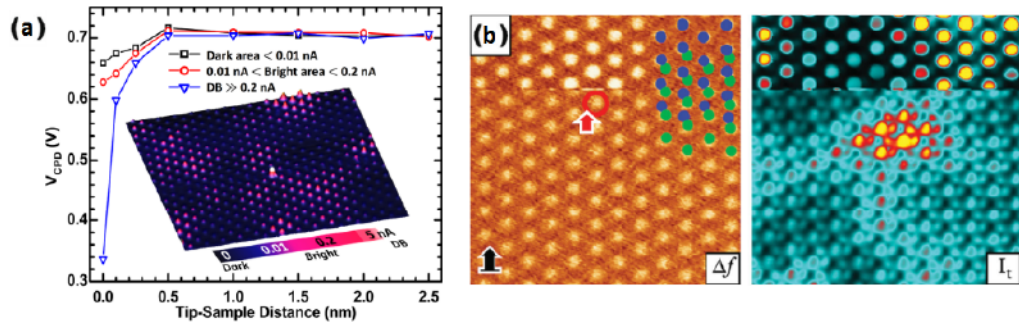 (a)
0.7
0.6
0.5
0.4
0.3
V_CPD (V)
Dark area < 0.01 nA
0.01 nA < Bright area < 0.2 nA
DB ≫ 0.2 nA
0 0.01 0.2 5 nA
Dark Bright DB
0.0 0.5 1.0 1.5 2.0 2.5
Tip-Sample Distance (nm)
(b)
Δf
I_t